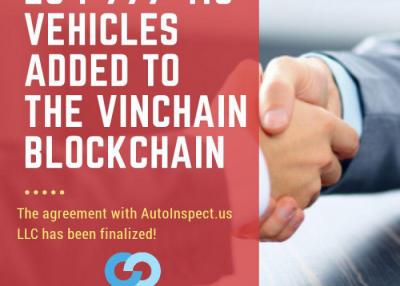 VEHICLES
ADDED TO
THE VINCHAIN
BLOCKCHAIN
The agreement with AutoInspect.us
LLC has been finalized!